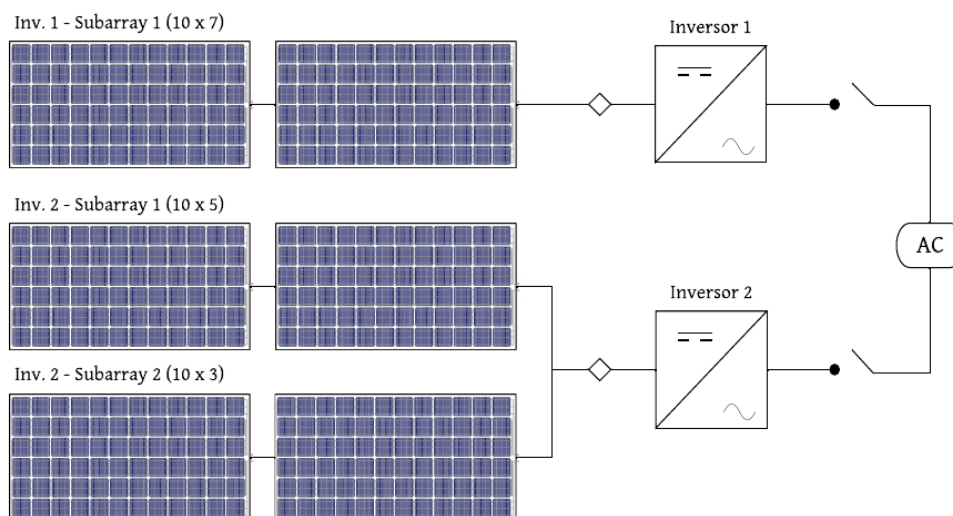 Inv. 1 - Subarray 1 (10 x 7)
Inversor 1
Inv. 2 - Subarray 1 (10 x 5)
AC
Inversor 2
Inv. 2 - Subarray 2 (10 x 3)